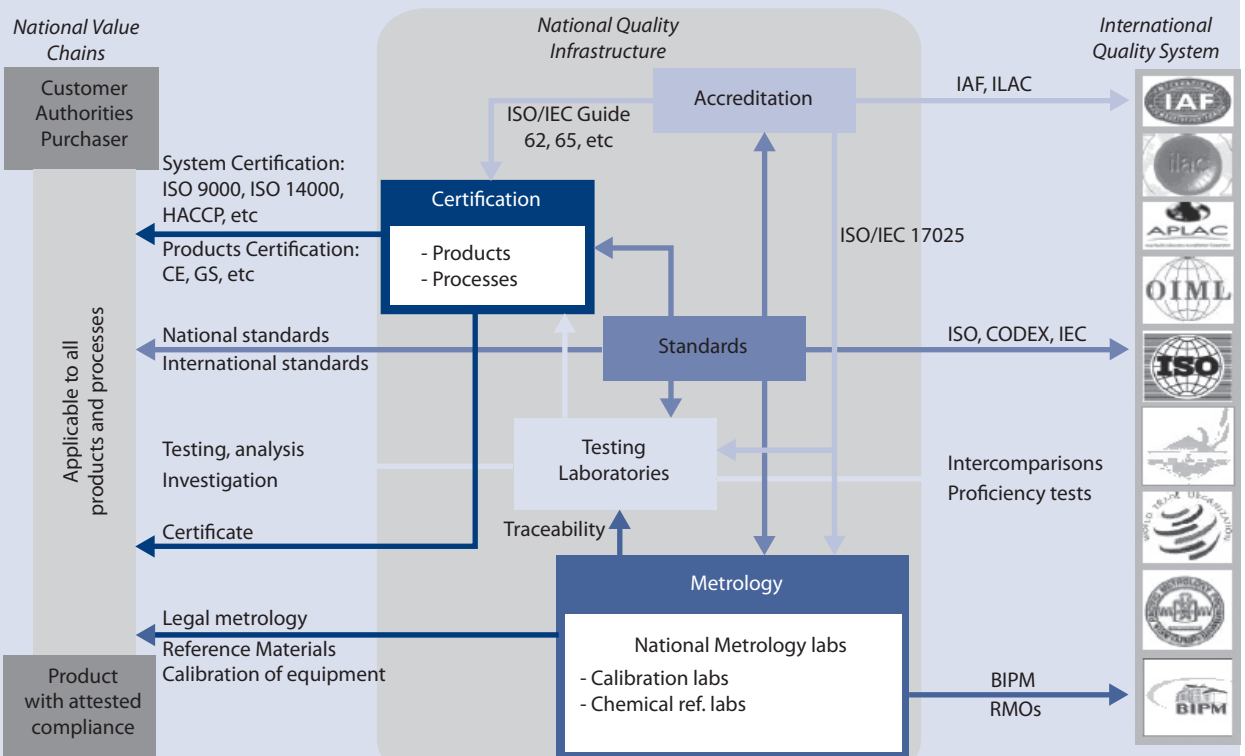 National Value
Chains
National Quality
Infrastructure
International
Quality System
Customer
Authorities
Purchaser
Accreditation
IAF, ILAC
IAF
ISO/IEC Guide
62, 65, etc
System Certification:
ISO 9000, ISO 14000,
HACCP, etc
Certification
ilac
- Products
- Processes
ISO/IEC 17025
APLAC
Products Certification:
CE, GS, etc
OIML
National standards
International standards
Standards
ISO, CODEX, IEC
ISO
Applicable to all
products and processes
Testing, analysis
Investigation
Testing
Laboratories
Intercomparisons
Proficiency tests
WORLD TRADE ORGANIZATION
Certificate
Traceability
Metrology
Legal metrology
Reference Materials
Calibration of equipment
National Metrology labs
- Calibration labs
- Chemical ref. labs
Product
with attested
compliance
BIPM
RMOs
BIPM